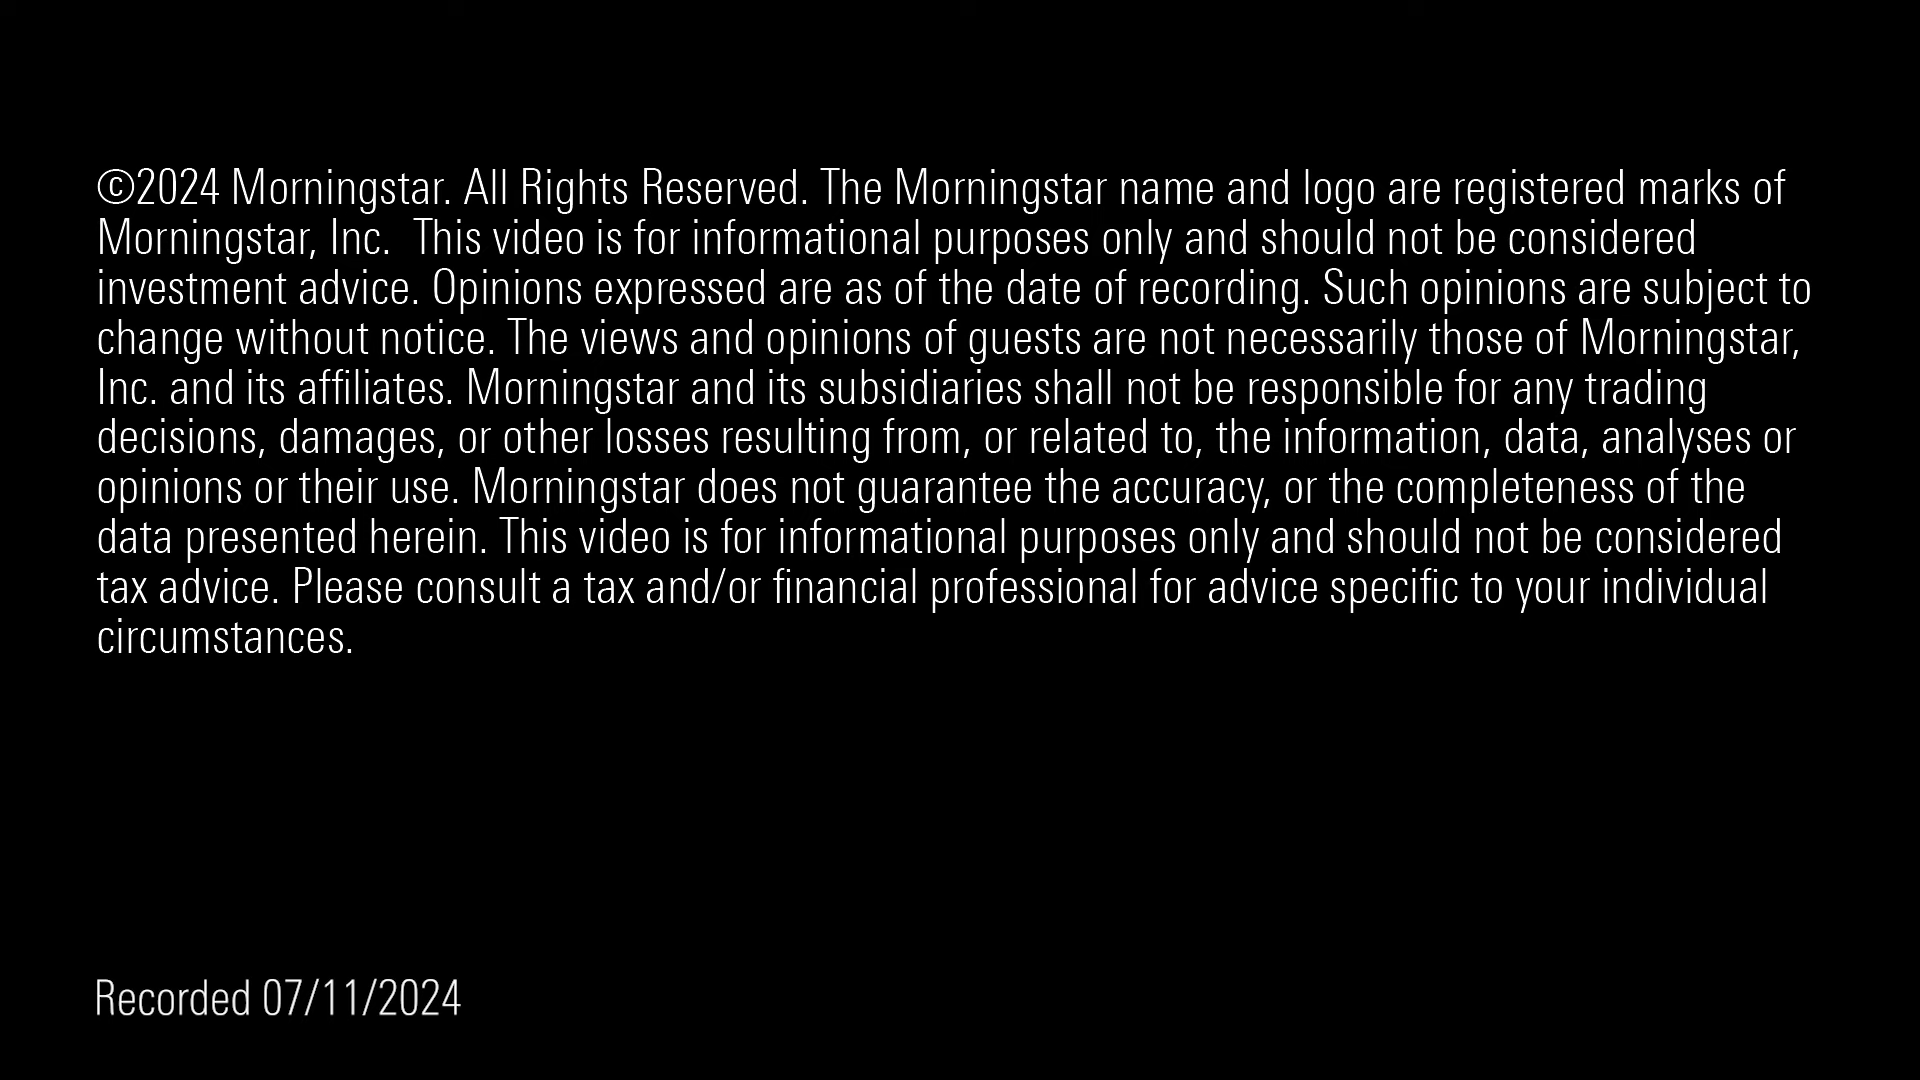 ©2024 Morningstar. All Rights Reserved. The Morningstar name and logo are registered marks of
Morningstar, Inc.  This video is for informational purposes only and should not be considered
investment advice. Opinions expressed are as of the date of recording. Such opinions are subject to
change without notice. The views and opinions of guests are not necessarily those of Morningstar,
Inc. and its affiliates. Morningstar and its subsidiaries shall not be responsible for any trading
decisions, damages, or other losses resulting from, or related to, the information, data, analyses or
opinions or their use. Morningstar does not guarantee the accuracy, or the completeness of the
data presented herein. This video is for informational purposes only and should not be considered
tax advice. Please consult a tax and/or financial professional for advice specific to your individual
circumstances.
Recorded 07/11/2024